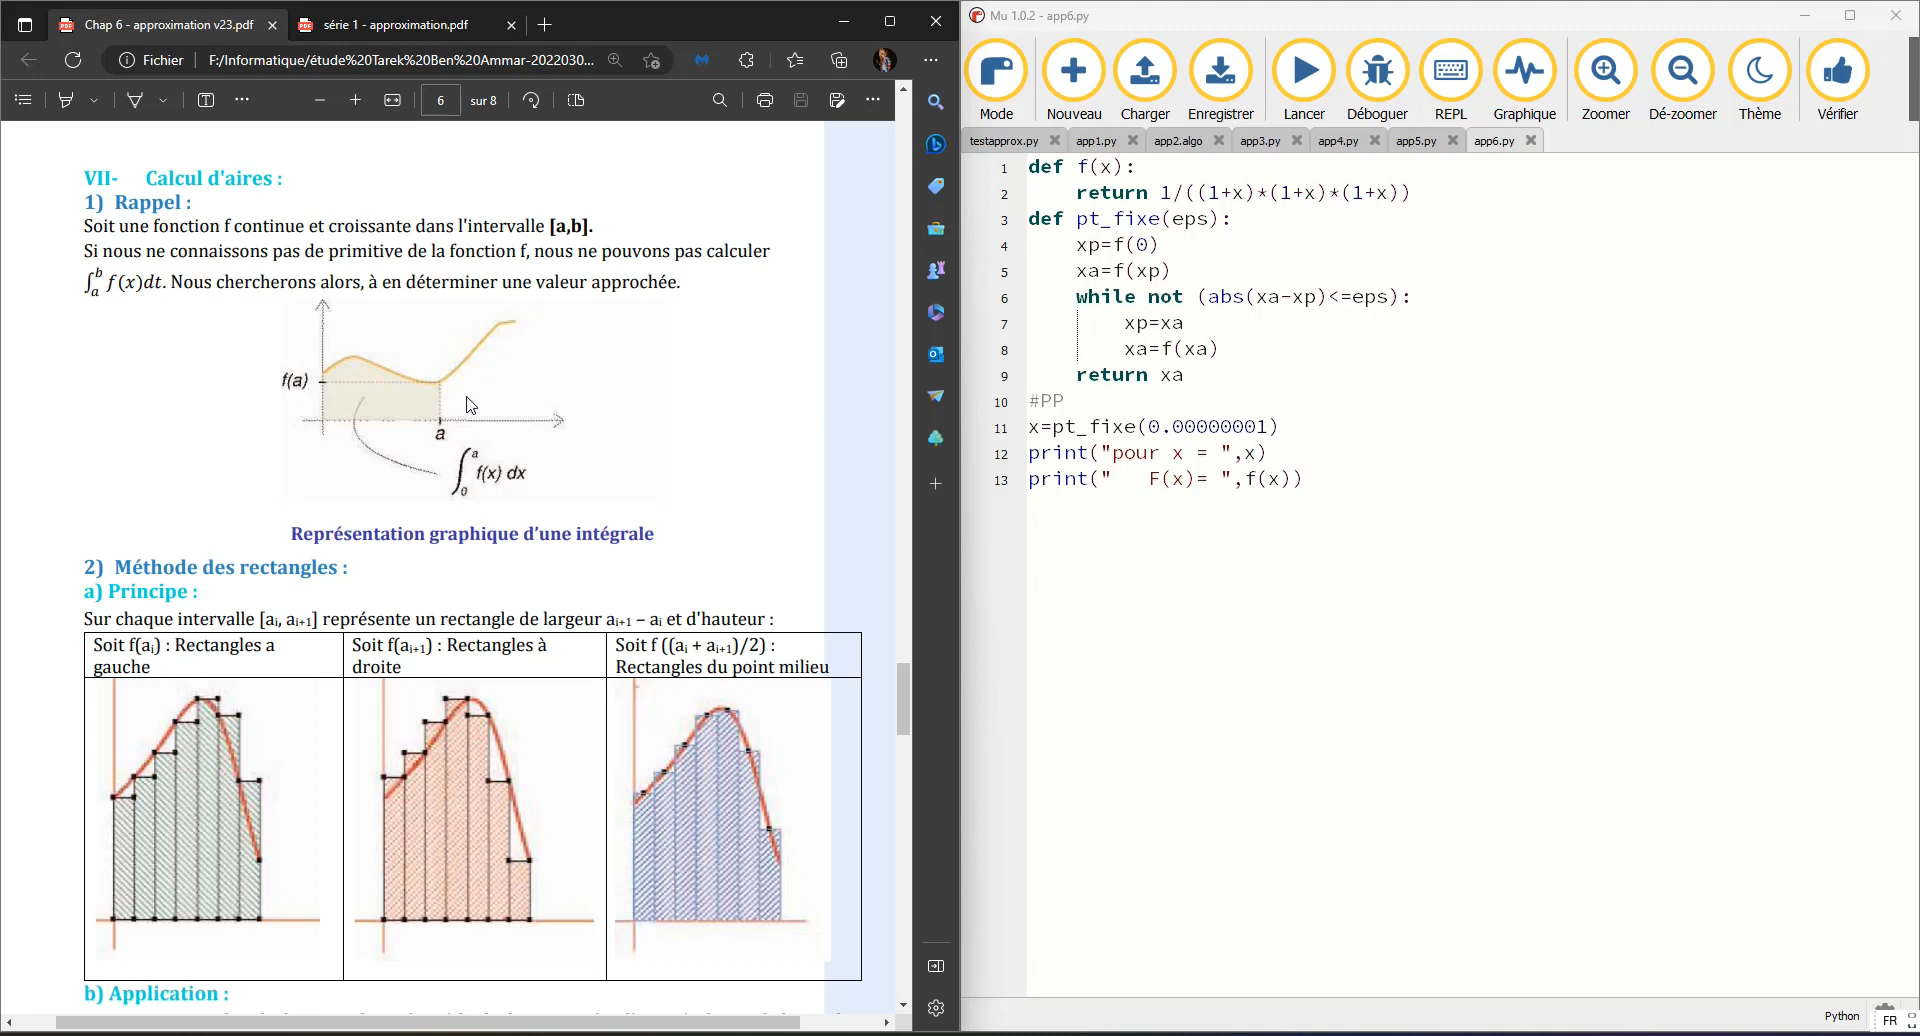 Chap 6 - approximation v23.pdf
série 1 - approximation.pdf
Fichier
F:/Informatique/étude%20Tarek%20Ben%20Ammar-2022030...
6
sur 8
VII- Calcul d'aires :
1) Rappel :
Soit une fonction f continue et croissante dans l'intervalle [a,b].
Si nous ne connaissons pas de primitive de la fonction f, nous ne pouvons pas calculer
∫ₐᵇ f(x)dt. Nous chercherons alors, à en déterminer une valeur approchée.
f(a)
a
∫₀ᵃ f(x) dx
Représentation graphique d’une intégrale
2) Méthode des rectangles :
a) Principe :
Sur chaque intervalle [aᵢ, aᵢ₊₁] représente un rectangle de largeur aᵢ₊₁ – aᵢ et d'hauteur :
Soit f(aᵢ) : Rectangles a
gauche
Soit f(aᵢ₊₁) : Rectangles à
droite
Soit f ((aᵢ + aᵢ₊₁)/2) :
Rectangles du point milieu
b) Application :
Mu 1.0.2 - app6.py
Mode
Nouveau
Charger
Enregistrer
Lancer
Déboguer
REPL
Graphique
Zoomer
Dé-zoomer
Thème
Vérifier
testapprox.py
app1.py
app2.algo
app3.py
app4.py
app5.py
app6.py
1 def f(x):
2     return 1/((1+x)*(1+x)*(1+x))
3 def pt_fixe(eps):
4     xp=f(0)
5     xa=f(xp)
6     while not (abs(xa-xp)<=eps):
7         xp=xa
8         xa=f(xa)
9     return xa
10 #PP
11 x=pt_fixe(0.00000001)
12 print("pour x = ",x)
13 print("   F(x)= ",f(x))
Python
FR